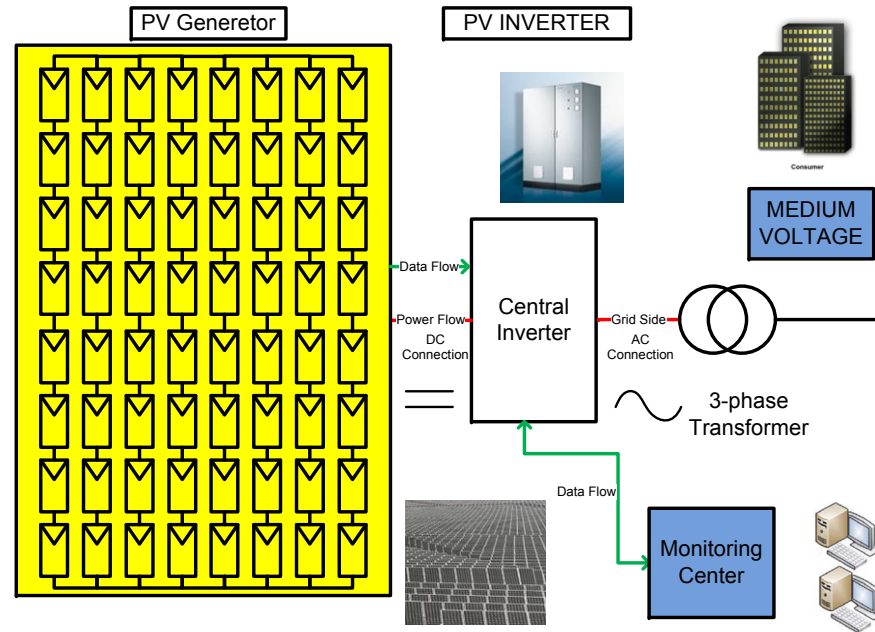 PV Generetor
PV INVERTER
Consumer
MEDIUM
VOLTAGE
Data Flow
Central
Inverter
Power Flow
DC
Connection
Grid Side
AC
Connection
3-phase
Transformer
Data Flow
Monitoring
Center